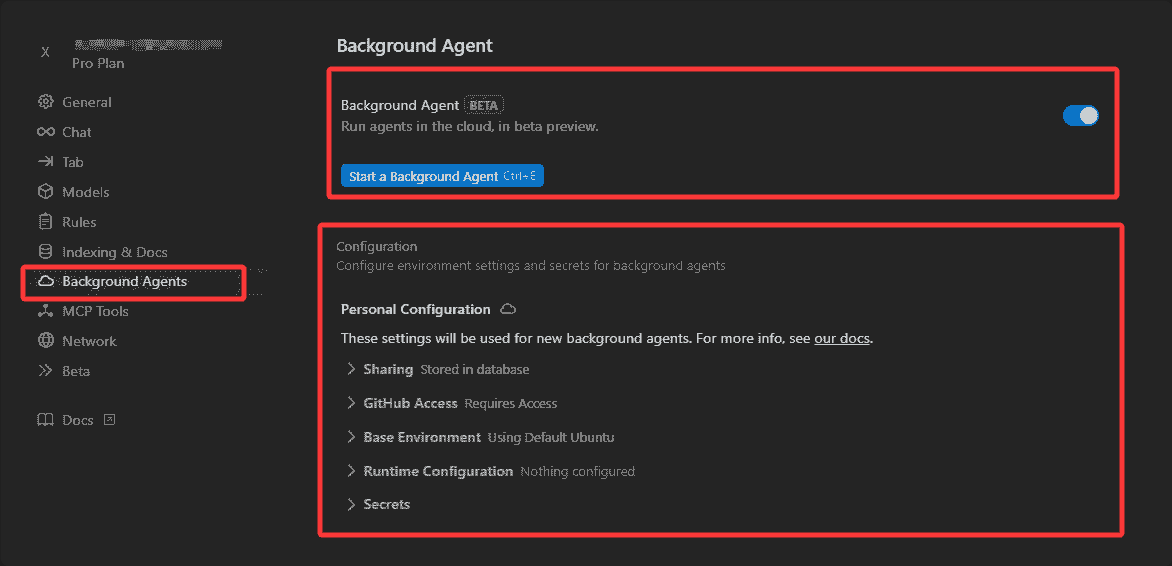 X
Pro Plan
General
Chat
Tab
Models
Rules
Indexing & Docs
Background Agents
MCP Tools
Network
Beta
Docs
Background Agent
Background Agent BETA
Run agents in the cloud, in beta preview.
Start a Background Agent Ctrl+E
Configuration
Configure environment settings and secrets for background agents
Personal Configuration
These settings will be used for new background agents. For more info, see our docs.
Sharing Stored in database
GitHub Access Requires Access
Base Environment Using Default Ubuntu
Runtime Configuration Nothing configured
Secrets